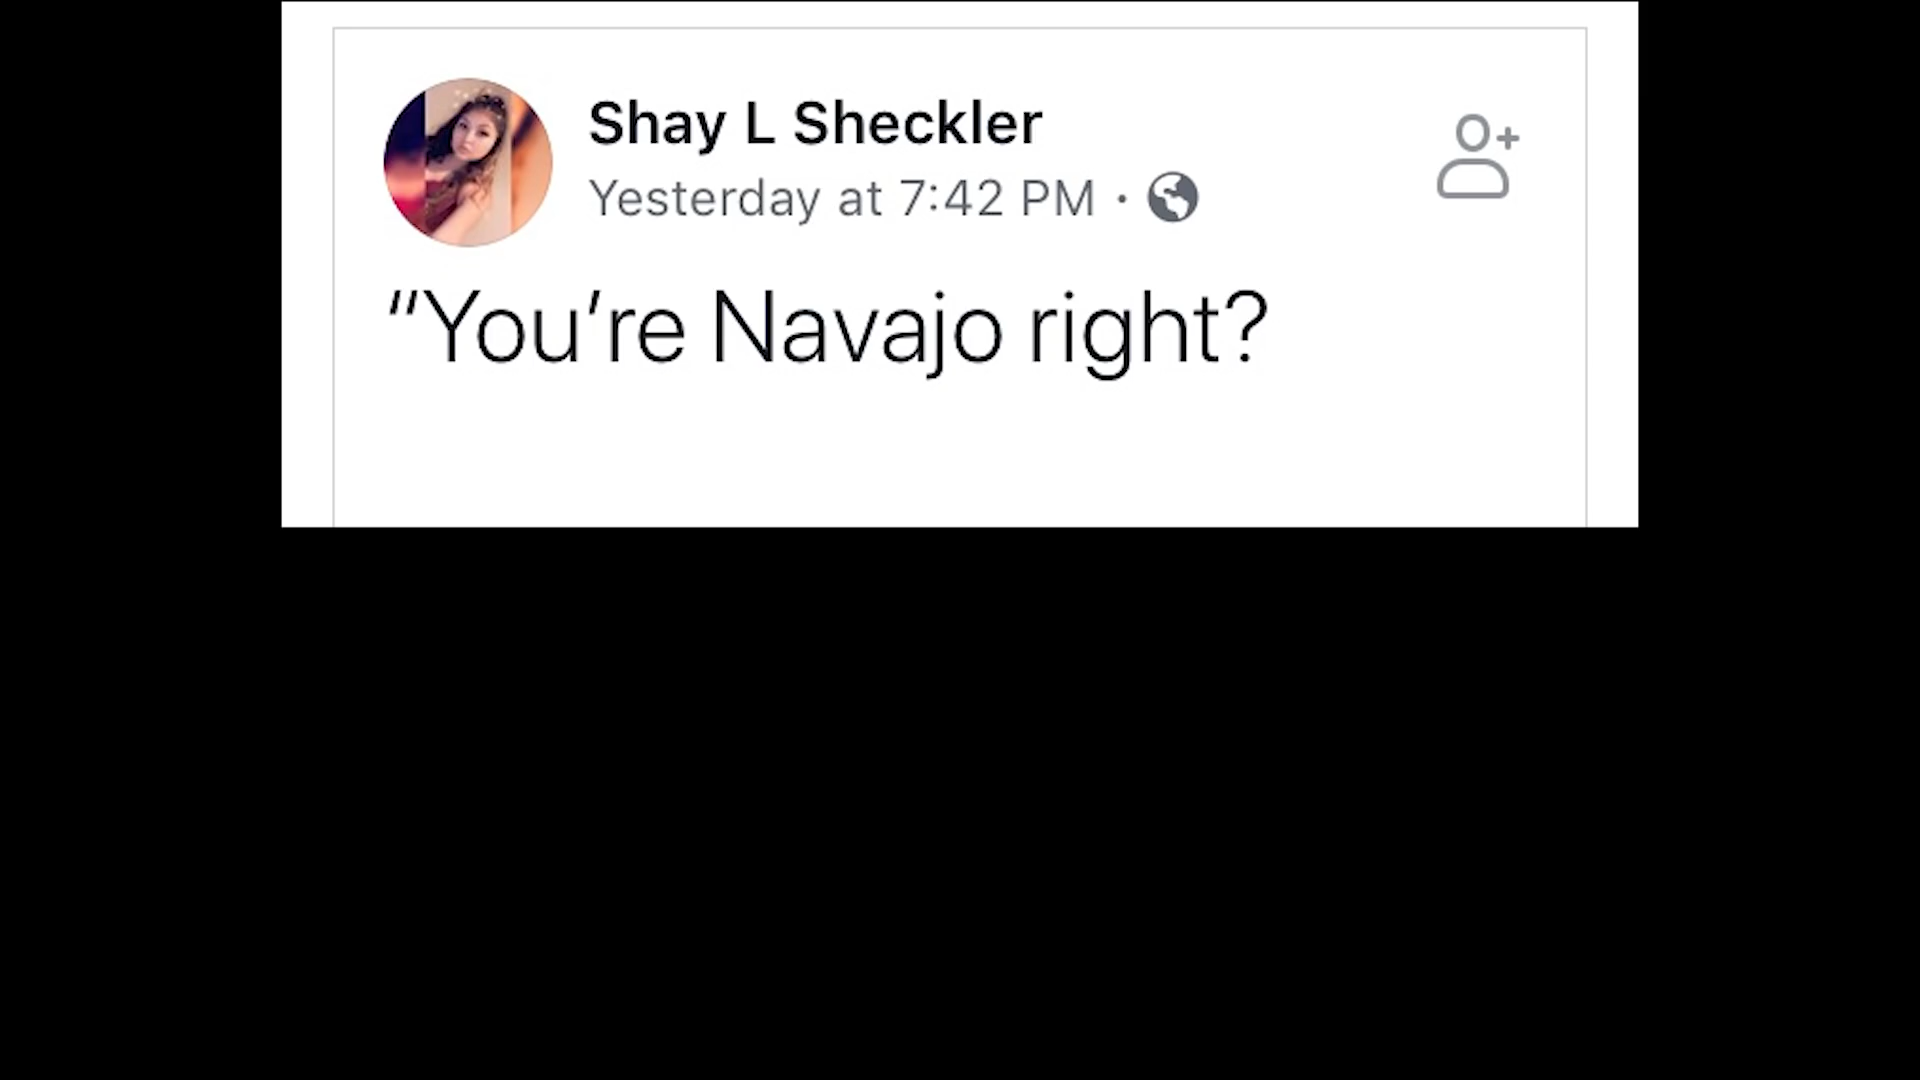 Shay L Sheckler
Yesterday at 7:42 PM ·
“You’re Navajo right?